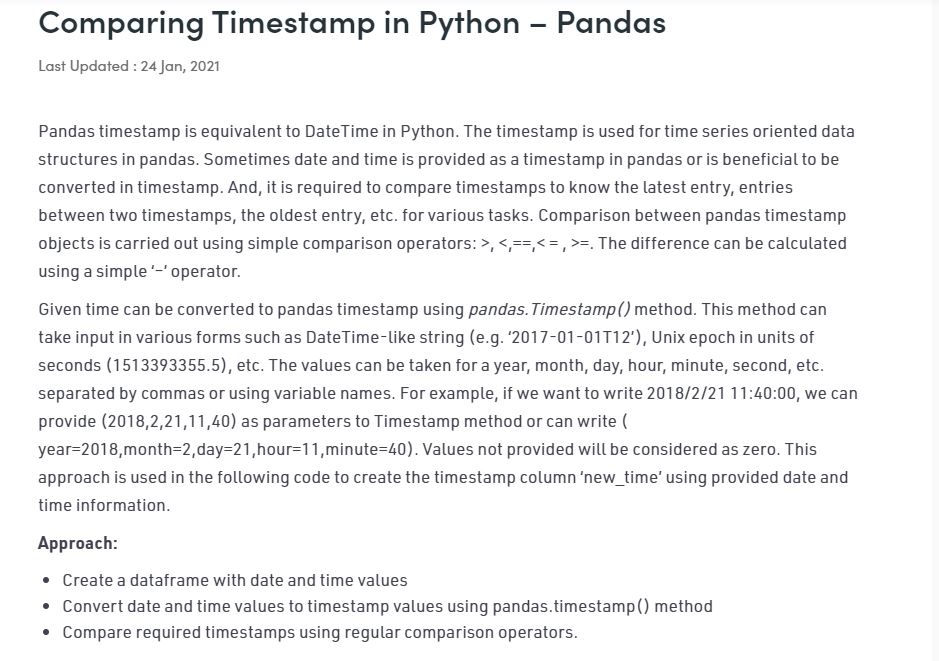 Comparing Timestamp in Python – Pandas
Last Updated : 24 Jan, 2021
Pandas timestamp is equivalent to DateTime in Python. The timestamp is used for time series oriented data
structures in pandas. Sometimes date and time is provided as a timestamp in pandas or is beneficial to be
converted in timestamp. And, it is required to compare timestamps to know the latest entry, entries
between two timestamps, the oldest entry, etc. for various tasks. Comparison between pandas timestamp
objects is carried out using simple comparison operators: >, <,==,< = , >=. The difference can be calculated
using a simple ‘–’ operator.
Given time can be converted to pandas timestamp using pandas.Timestamp() method. This method can
take input in various forms such as DateTime-like string (e.g. ‘2017-01-01T12’), Unix epoch in units of
seconds (1513393355.5), etc. The values can be taken for a year, month, day, hour, minute, second, etc.
separated by commas or using variable names. For example, if we want to write 2018/2/21 11:40:00, we can
provide (2018,2,21,11,40) as parameters to Timestamp method or can write (
year=2018,month=2,day=21,hour=11,minute=40). Values not provided will be considered as zero. This
approach is used in the following code to create the timestamp column ‘new_time’ using provided date and
time information.
Approach:
• Create a dataframe with date and time values
• Convert date and time values to timestamp values using pandas.timestamp() method
• Compare required timestamps using regular comparison operators.